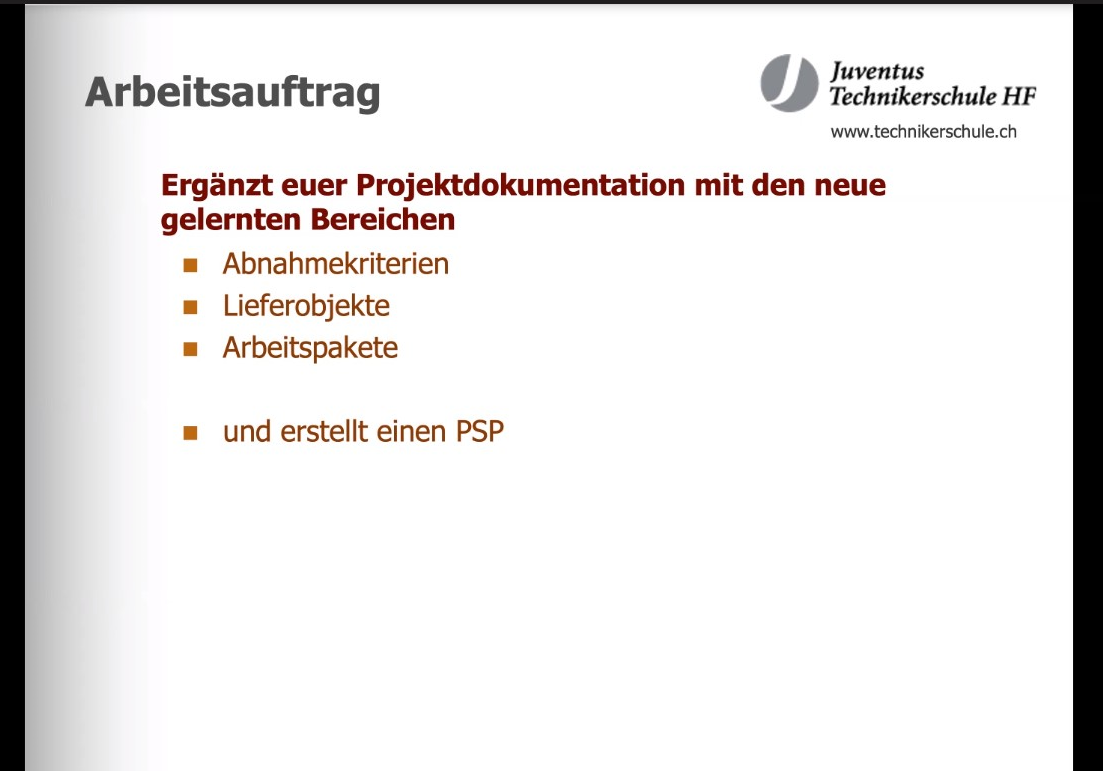 Arbeitsauftrag
Juventus
Technikerschule HF
www.technikerschule.ch
Ergänzt euer Projektdokumentation mit den neue
gelernten Bereichen
Abnahmekriterien
Lieferobjekte
Arbeitspakete
und erstellt einen PSP